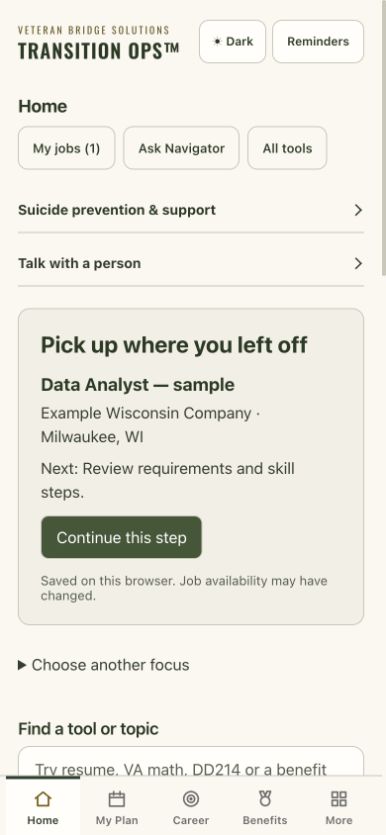 VETERAN BRIDGE SOLUTIONS
TRANSITION OPS™
☀ Dark
Reminders
Home
My jobs (1)
Ask Navigator
All tools
Suicide prevention & support
Talk with a person
Pick up where you left off
Data Analyst — sample
Example Wisconsin Company ·
Milwaukee, WI
Next: Review requirements and skill
steps.
Continue this step
Saved on this browser. Job availability may have
changed.
▶ Choose another focus
Find a tool or topic
Try resume, VA math, DD214 or a benefit
Home
My Plan
Career
Benefits
More